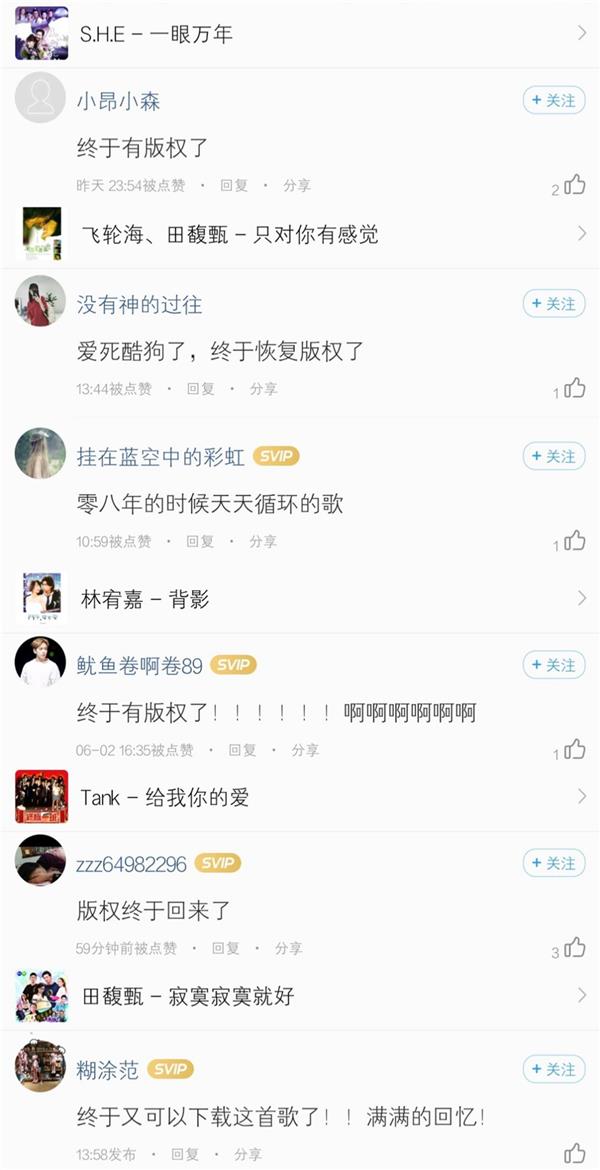 S.H.E - 一眼万年
小昂小森
+ 关注
终于有版权了
昨天 23:54被点赞 · 回复 · 分享
2
飞轮海、田馥甄 - 只对你有感觉
没有神的过往
+ 关注
爱死酷狗了，终于恢复版权了
13:44被点赞 · 回复 · 分享
1
挂在蓝空中的彩虹 SVIP
+ 关注
零八年的时候天天循环的歌
10:59被点赞 · 回复 · 分享
1
林宥嘉 - 背影
鱿鱼卷啊卷89 SVIP
+ 关注
终于有版权了！！！！！！啊啊啊啊啊啊
06-02 16:35被点赞 · 回复 · 分享
1
Tank - 给我你的爱
zzz64982296 SVIP
+ 关注
版权终于回来了
59分钟前被点赞 · 回复 · 分享
3
田馥甄 - 寂寞寂寞就好
糊涂范 SVIP
+ 关注
终于又可以下载这首歌了！！满满的回忆！
13:58发布 · 回复 · 分享